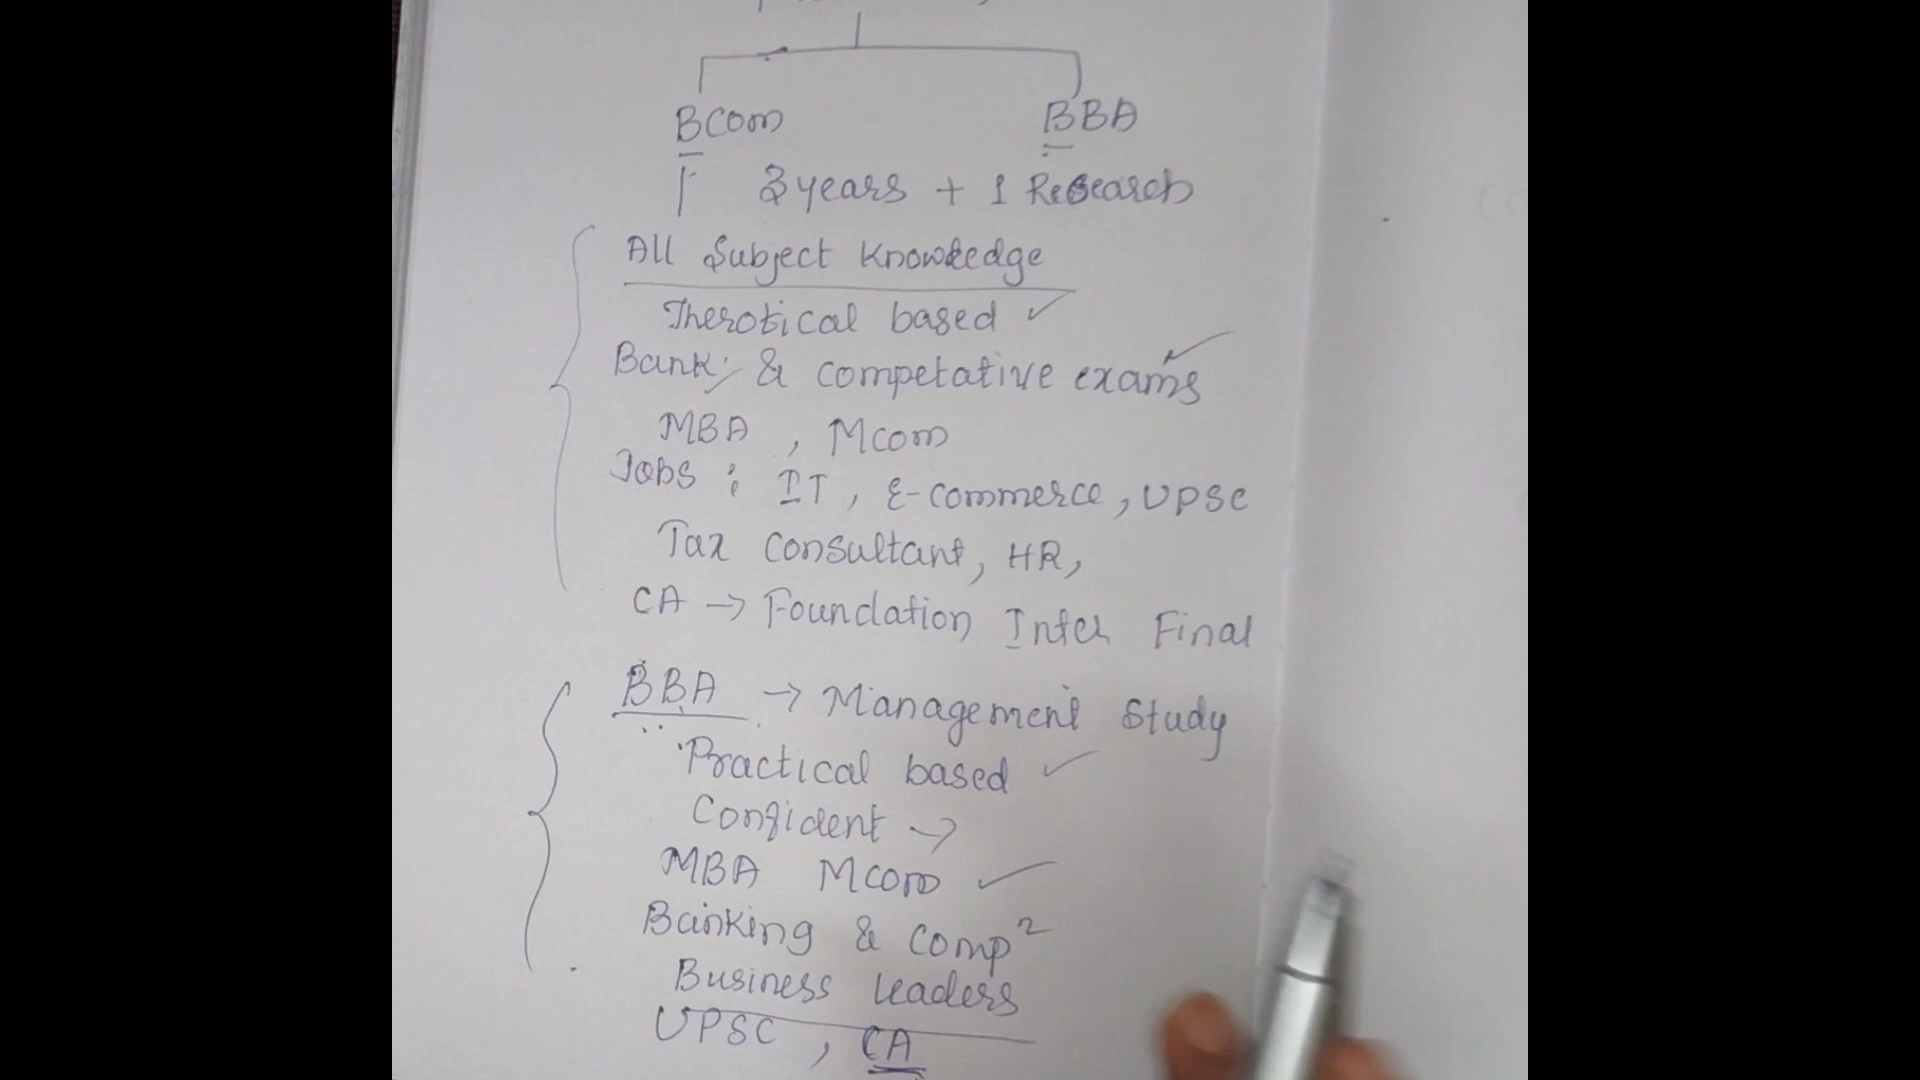 BCom BBA
3 years + 1 Research
All Subject Knowledge
Therotical based ✓
Bank & competative exams ✓
MBA , Mcom
Jobs : IT , E-commerce , UPSC
Tax Consultant, HR,
CA → Foundation Inter Final
BBA → Management Study
Practical based ✓
Confident →
MBA Mcom ✓
Banking & Comp²
Business leaders
UPSC , CA